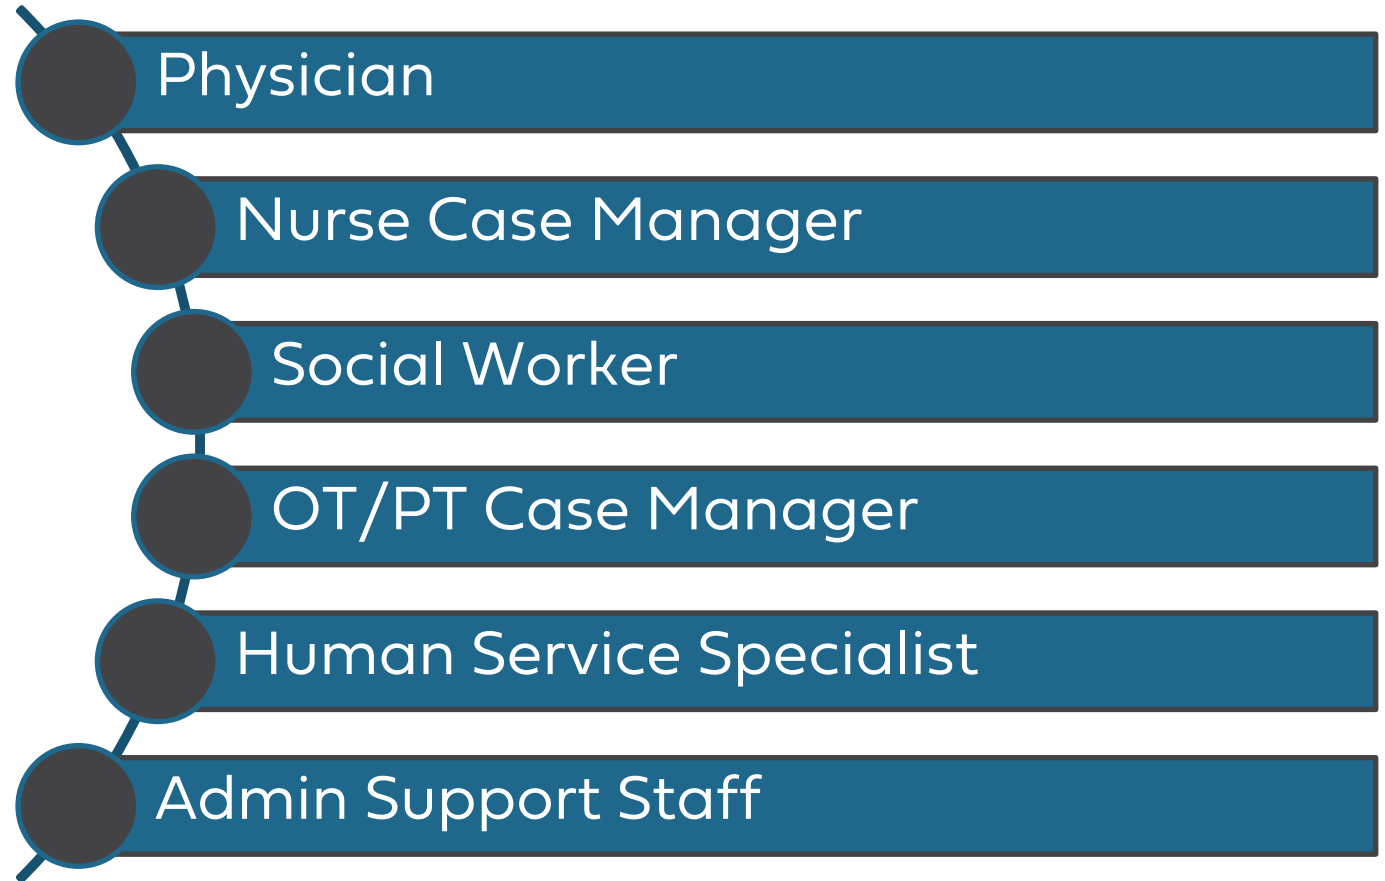 Physician
Nurse Case Manager
Social Worker
OT/PT Case Manager
Human Service Specialist
Admin Support Staff